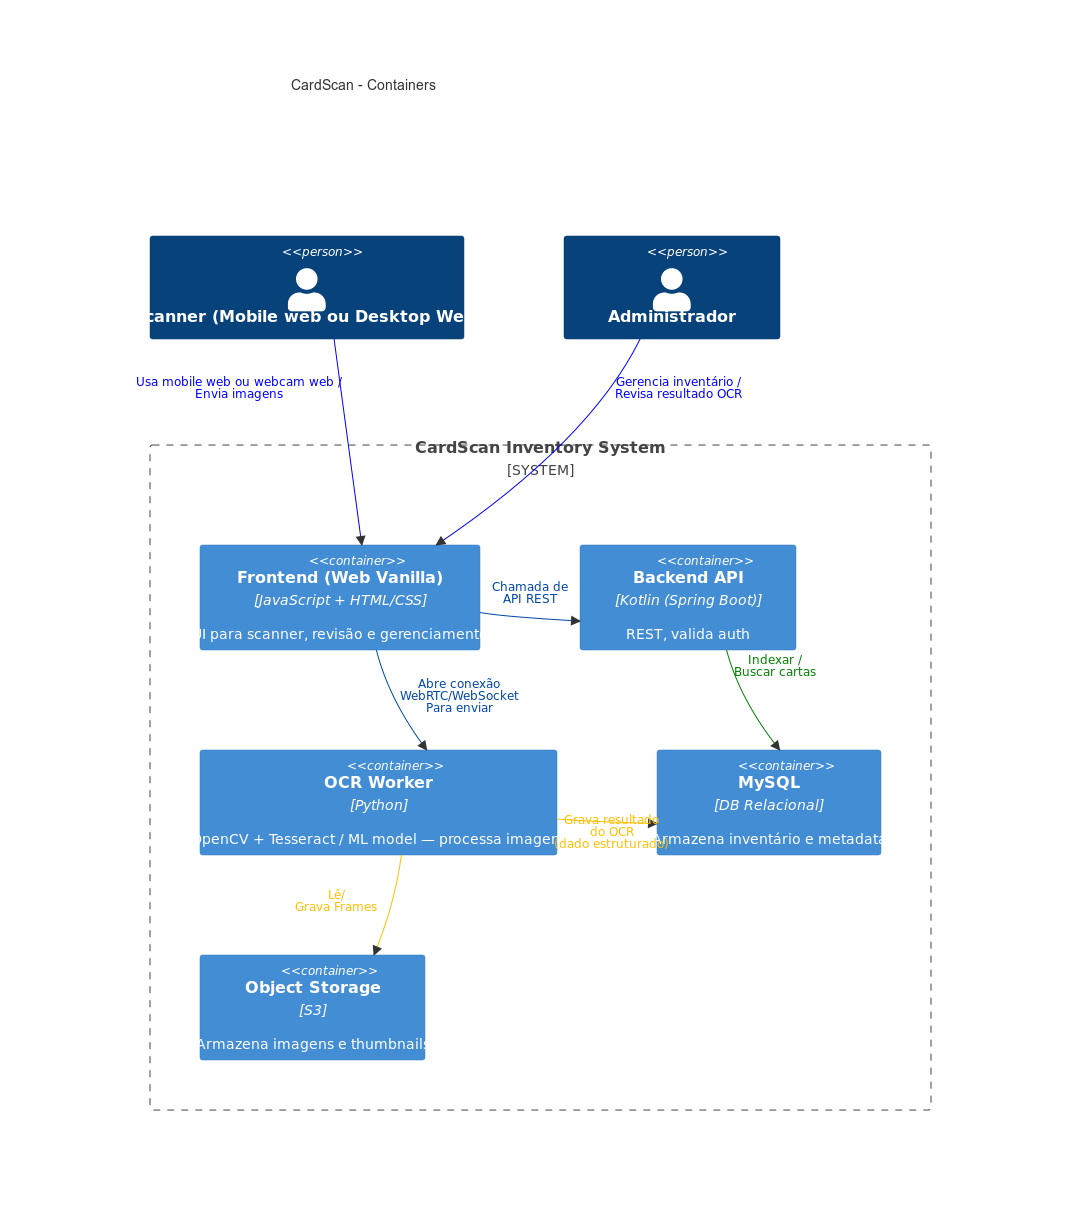 CardScan - Containers
<<person>>
canner (Mobile web ou Desktop We
<<person>>
Administrador
Usa mobile web ou webcam web /
Envia imagens
Gerencia inventário /
Revisa resultado OCR
CardScan Inventory System
[SYSTEM]
<<container>>
Frontend (Web Vanilla)
[JavaScript + HTML/CSS]
UI para scanner, revisão e gerenciament
Chamada de
API REST
<<container>>
Backend API
[Kotlin (Spring Boot)]
REST, valida auth
Abre conexão
WebRTC/WebSocket
Para enviar
Indexar /
Buscar cartas
<<container>>
OCR Worker
[Python]
OpenCV + Tesseract / ML model — processa imagen
Grava resultado
do OCR
(dado estruturado)
<<container>>
MySQL
[DB Relacional]
Armazena inventário e metadata
Lê/
Grava Frames
<<container>>
Object Storage
[S3]
Armazena imagens e thumbnails